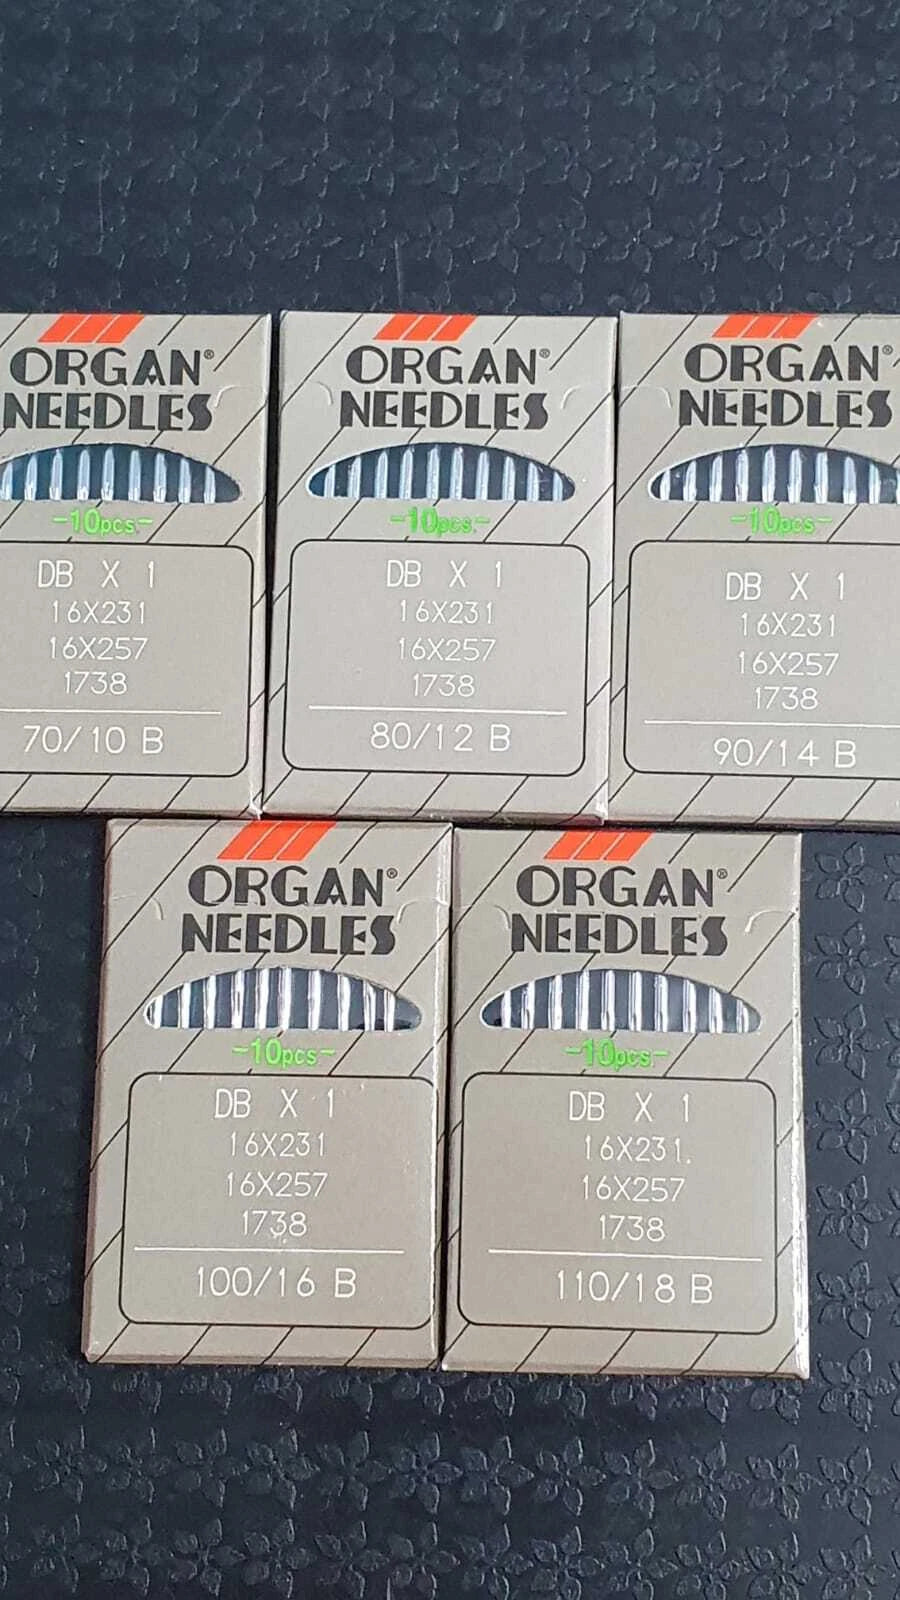 ORGAN®
NEEDLES
-10pcs-
DB X 1
16X231
16X257
1738
70/10 B
ORGAN®
NEEDLES
-10pcs-
DB X 1
16X231
16X257
1738
80/12 B
ORGAN®
NEEDLES
-10pcs-
DB X 1
16X231
16X257
1738
90/14 B
ORGAN®
NEEDLES
-10pcs-
DB X 1
16X231
16X257
1738
100/16 B
ORGAN®
NEEDLES
-10pcs-
DB X 1
16X231.
16X257
1738
110/18 B